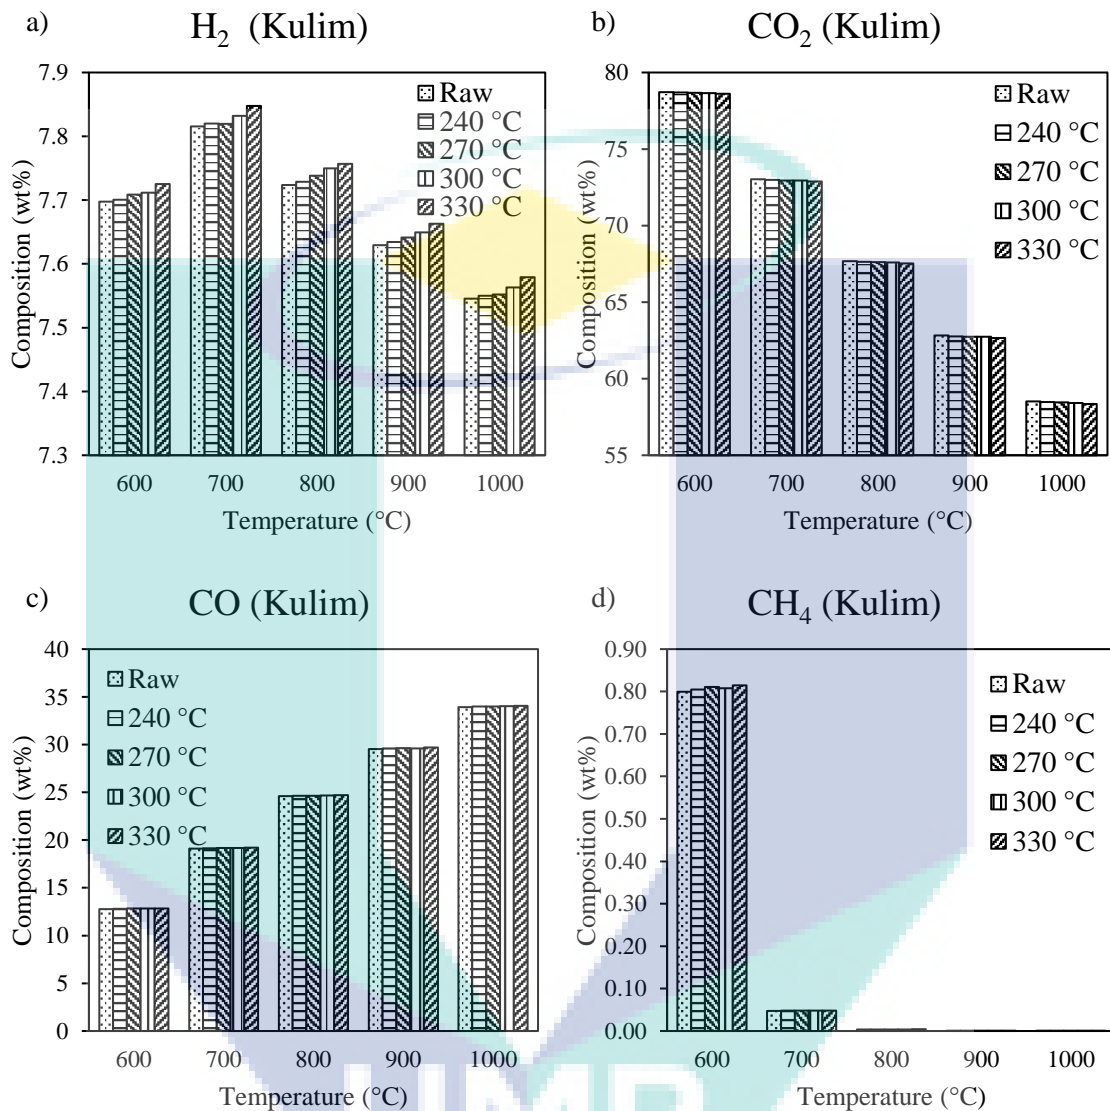 a) H2 (Kulim)
7.9
7.8
7.7
7.6
7.5
7.4
7.3
Composition (wt%)
Raw
240 °C
270 °C
300 °C
330 °C
600 700 800 900 1000
Temperature (°C)
b) CO2 (Kulim)
80
75
70
65
60
55
Composition (wt%)
Raw
240 °C
270 °C
300 °C
330 °C
600 700 800 900 1000
Temperature (°C)
c) CO (Kulim)
40
35
30
25
20
15
10
5
0
Composition (wt%)
Raw
240 °C
270 °C
300 °C
330 °C
600 700 800 900 1000
Temperature (°C)
d) CH4 (Kulim)
0.90
0.80
0.70
0.60
0.50
0.40
0.30
0.20
0.10
0.00
Composition (wt%)
Raw
240 °C
270 °C
300 °C
330 °C
600 700 800 900 1000
Temperature (°C)
UMP